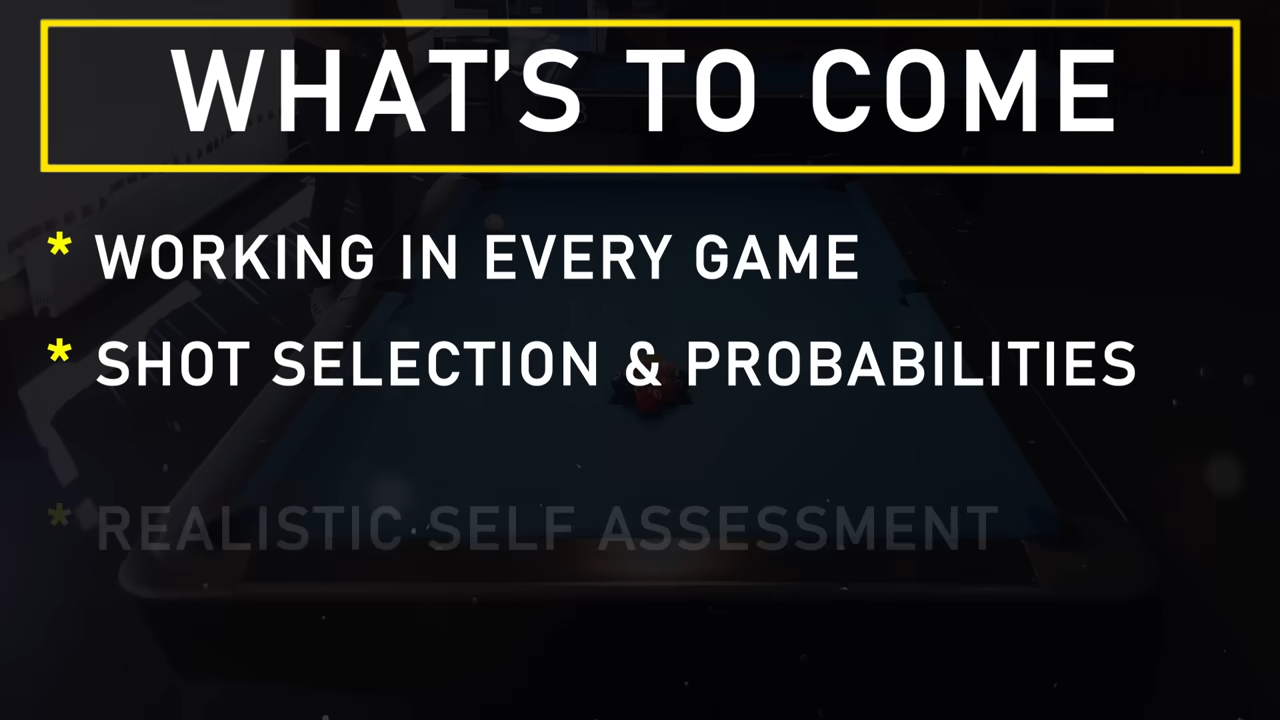 WHAT'S TO COME
* WORKING IN EVERY GAME
* SHOT SELECTION & PROBABILITIES
* REALISTIC SELF ASSESSMENT